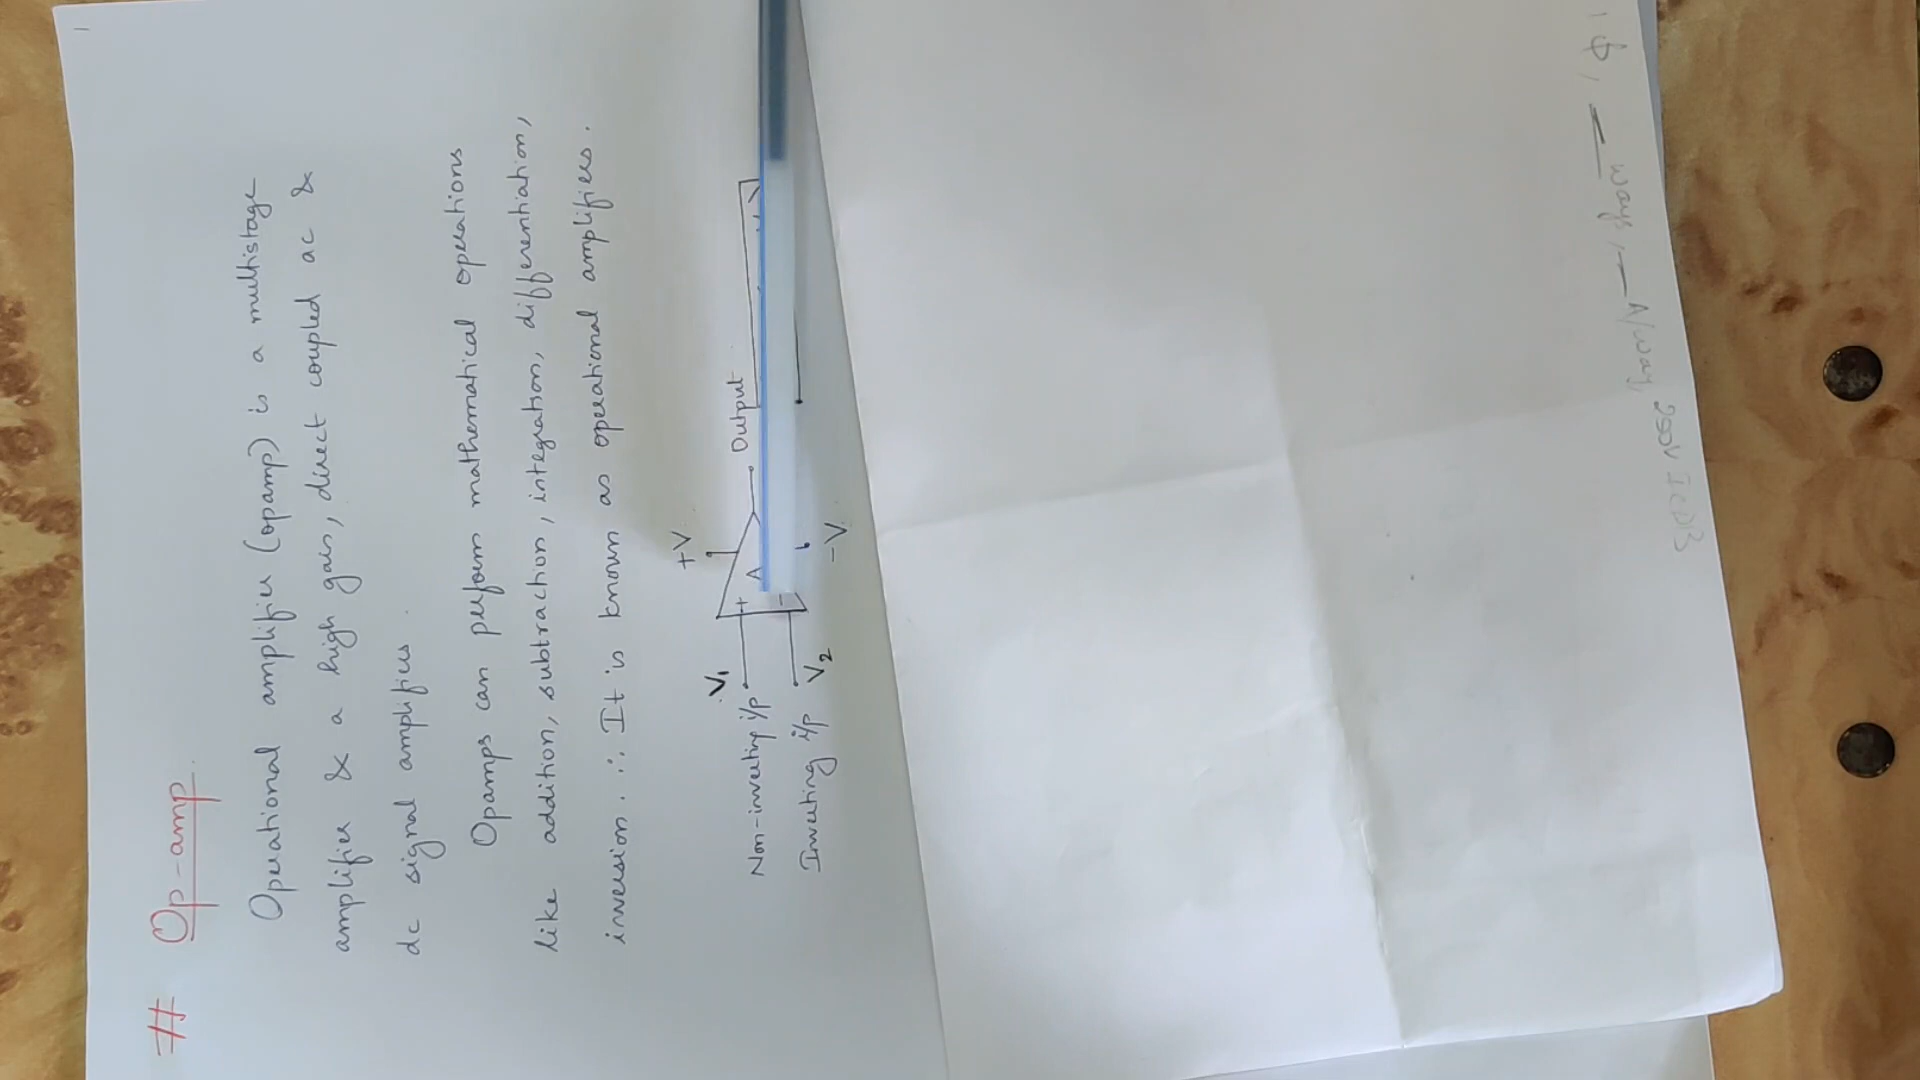 # Op-amp
Operational amplifier (opamp) is a multistage
amplifier & a high gain, direct coupled ac &
dc signal amplifier
Opamps can perform mathematical operations
like addition, subtraction, integration, differentiation,
inversion. ∴ It is known as operational amplifiers.
+V
V1
Non-inverting i/p
+
A
Output
-
Inverting i/p
V2
-V
1